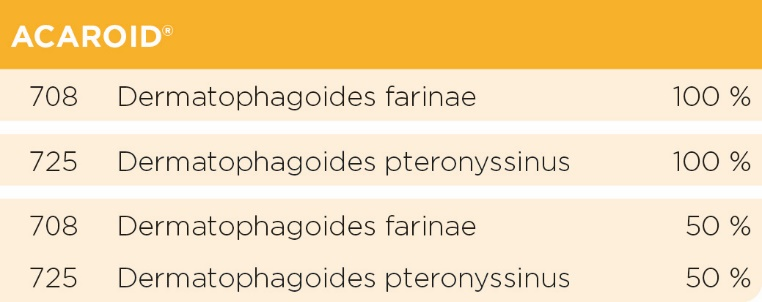 ACAROID®
708 Dermatophagoides farinae 100 %
725 Dermatophagoides pteronyssinus 100 %
708 Dermatophagoides farinae 50 %
725 Dermatophagoides pteronyssinus 50 %